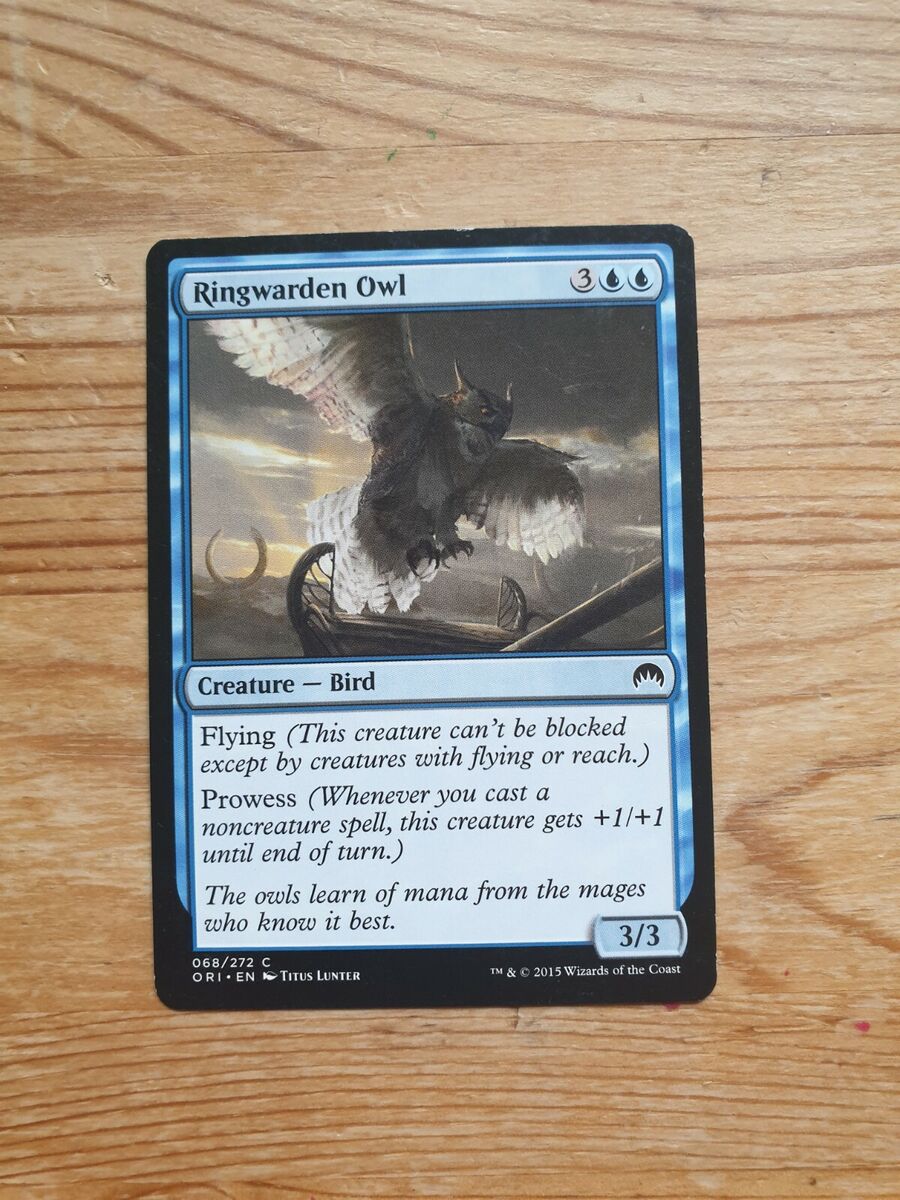 Ringwarden Owl 3
Creature — Bird
Flying (This creature can't be blocked
except by creatures with flying or reach.)
Prowess (Whenever you cast a
noncreature spell, this creature gets +1/+1
until end of turn.)
The owls learn of mana from the mages
who know it best.
3/3
068/272 C
ORI • EN Titus Lunter
™ & © 2015 Wizards of the Coast